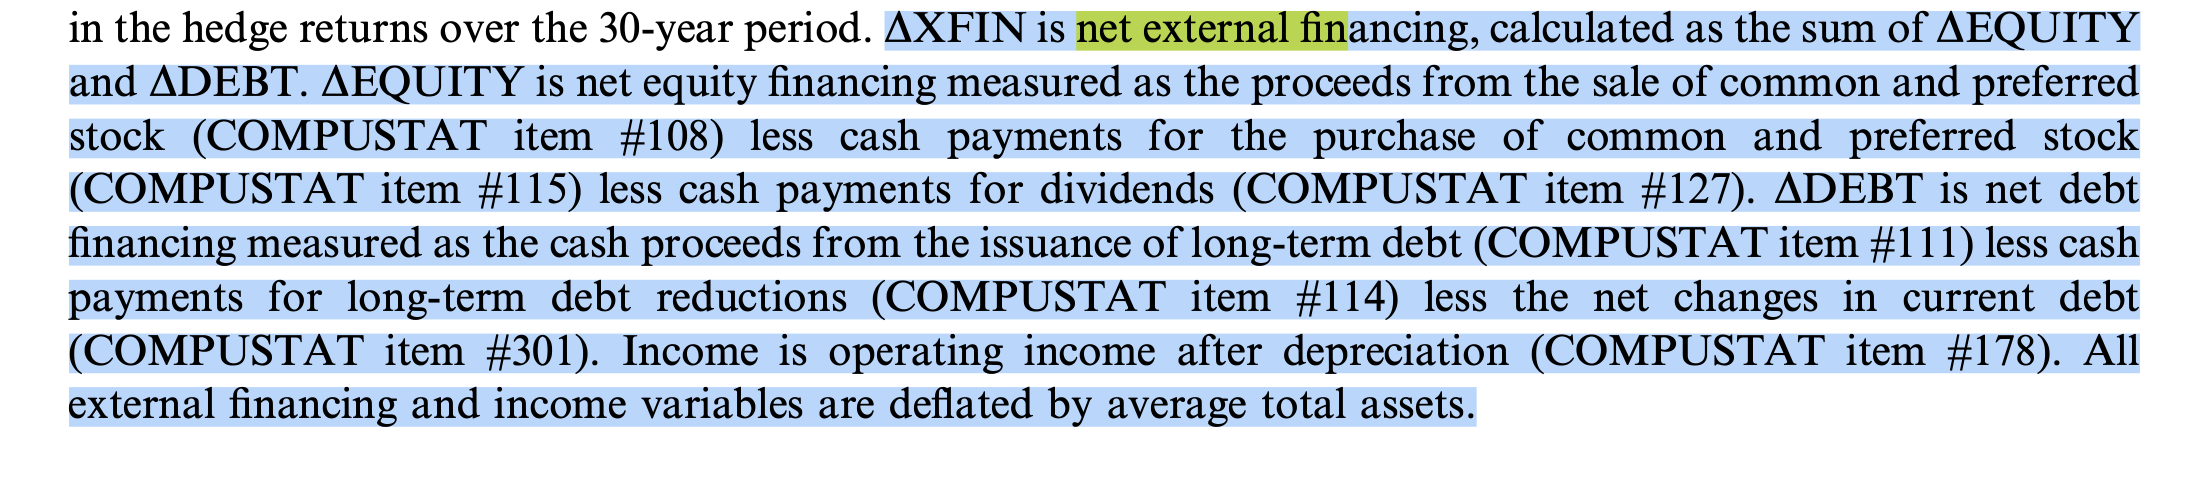 in the hedge returns over the 30-year period. ΔXFIN is net external financing, calculated as the sum of ΔEQUITY
and ΔDEBT. ΔEQUITY is net equity financing measured as the proceeds from the sale of common and preferred
stock (COMPUSTAT item #108) less cash payments for the purchase of common and preferred stock
(COMPUSTAT item #115) less cash payments for dividends (COMPUSTAT item #127). ΔDEBT is net debt
financing measured as the cash proceeds from the issuance of long-term debt (COMPUSTAT item #111) less cash
payments for long-term debt reductions (COMPUSTAT item #114) less the net changes in current debt
(COMPUSTAT item #301). Income is operating income after depreciation (COMPUSTAT item #178). All
external financing and income variables are deflated by average total assets.